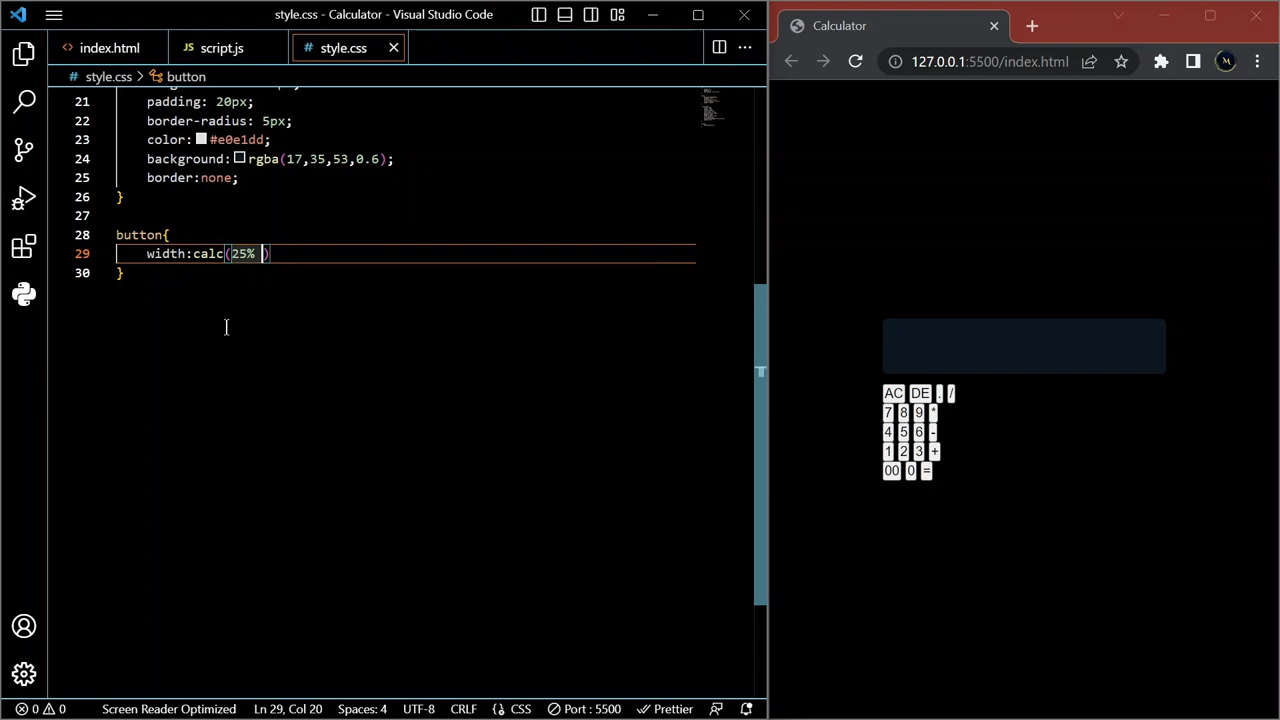 style.css - Calculator - Visual Studio Code
index.html
JS script.js
# style.css
# style.css > button
21 padding: 20px;
22 border-radius: 5px;
23 color: #e0e1dd;
24 background: rgba(17,35,53,0.6);
25 border:none;
26 }
27
28 button{
29 width:calc(25% )
30 }
0 0 Screen Reader Optimized Ln 29, Col 20 Spaces: 4 UTF-8 CRLF {} CSS Port : 5500 Prettier
Calculator
127.0.0.1:5500/index.html
M
AC DE . /
7 8 9 *
4 5 6 -
1 2 3 +
00 0 =